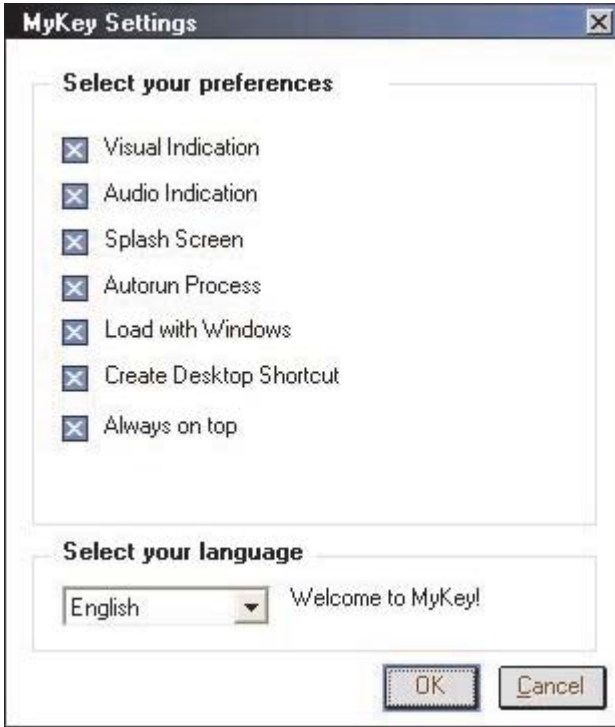 MyKey Settings
Select your preferences
Visual Indication
Audio Indication
Splash Screen
Autorun Process
Load with Windows
Create Desktop Shortcut
Always on top
Select your language
English
Welcome to MyKey!
OK
Cancel